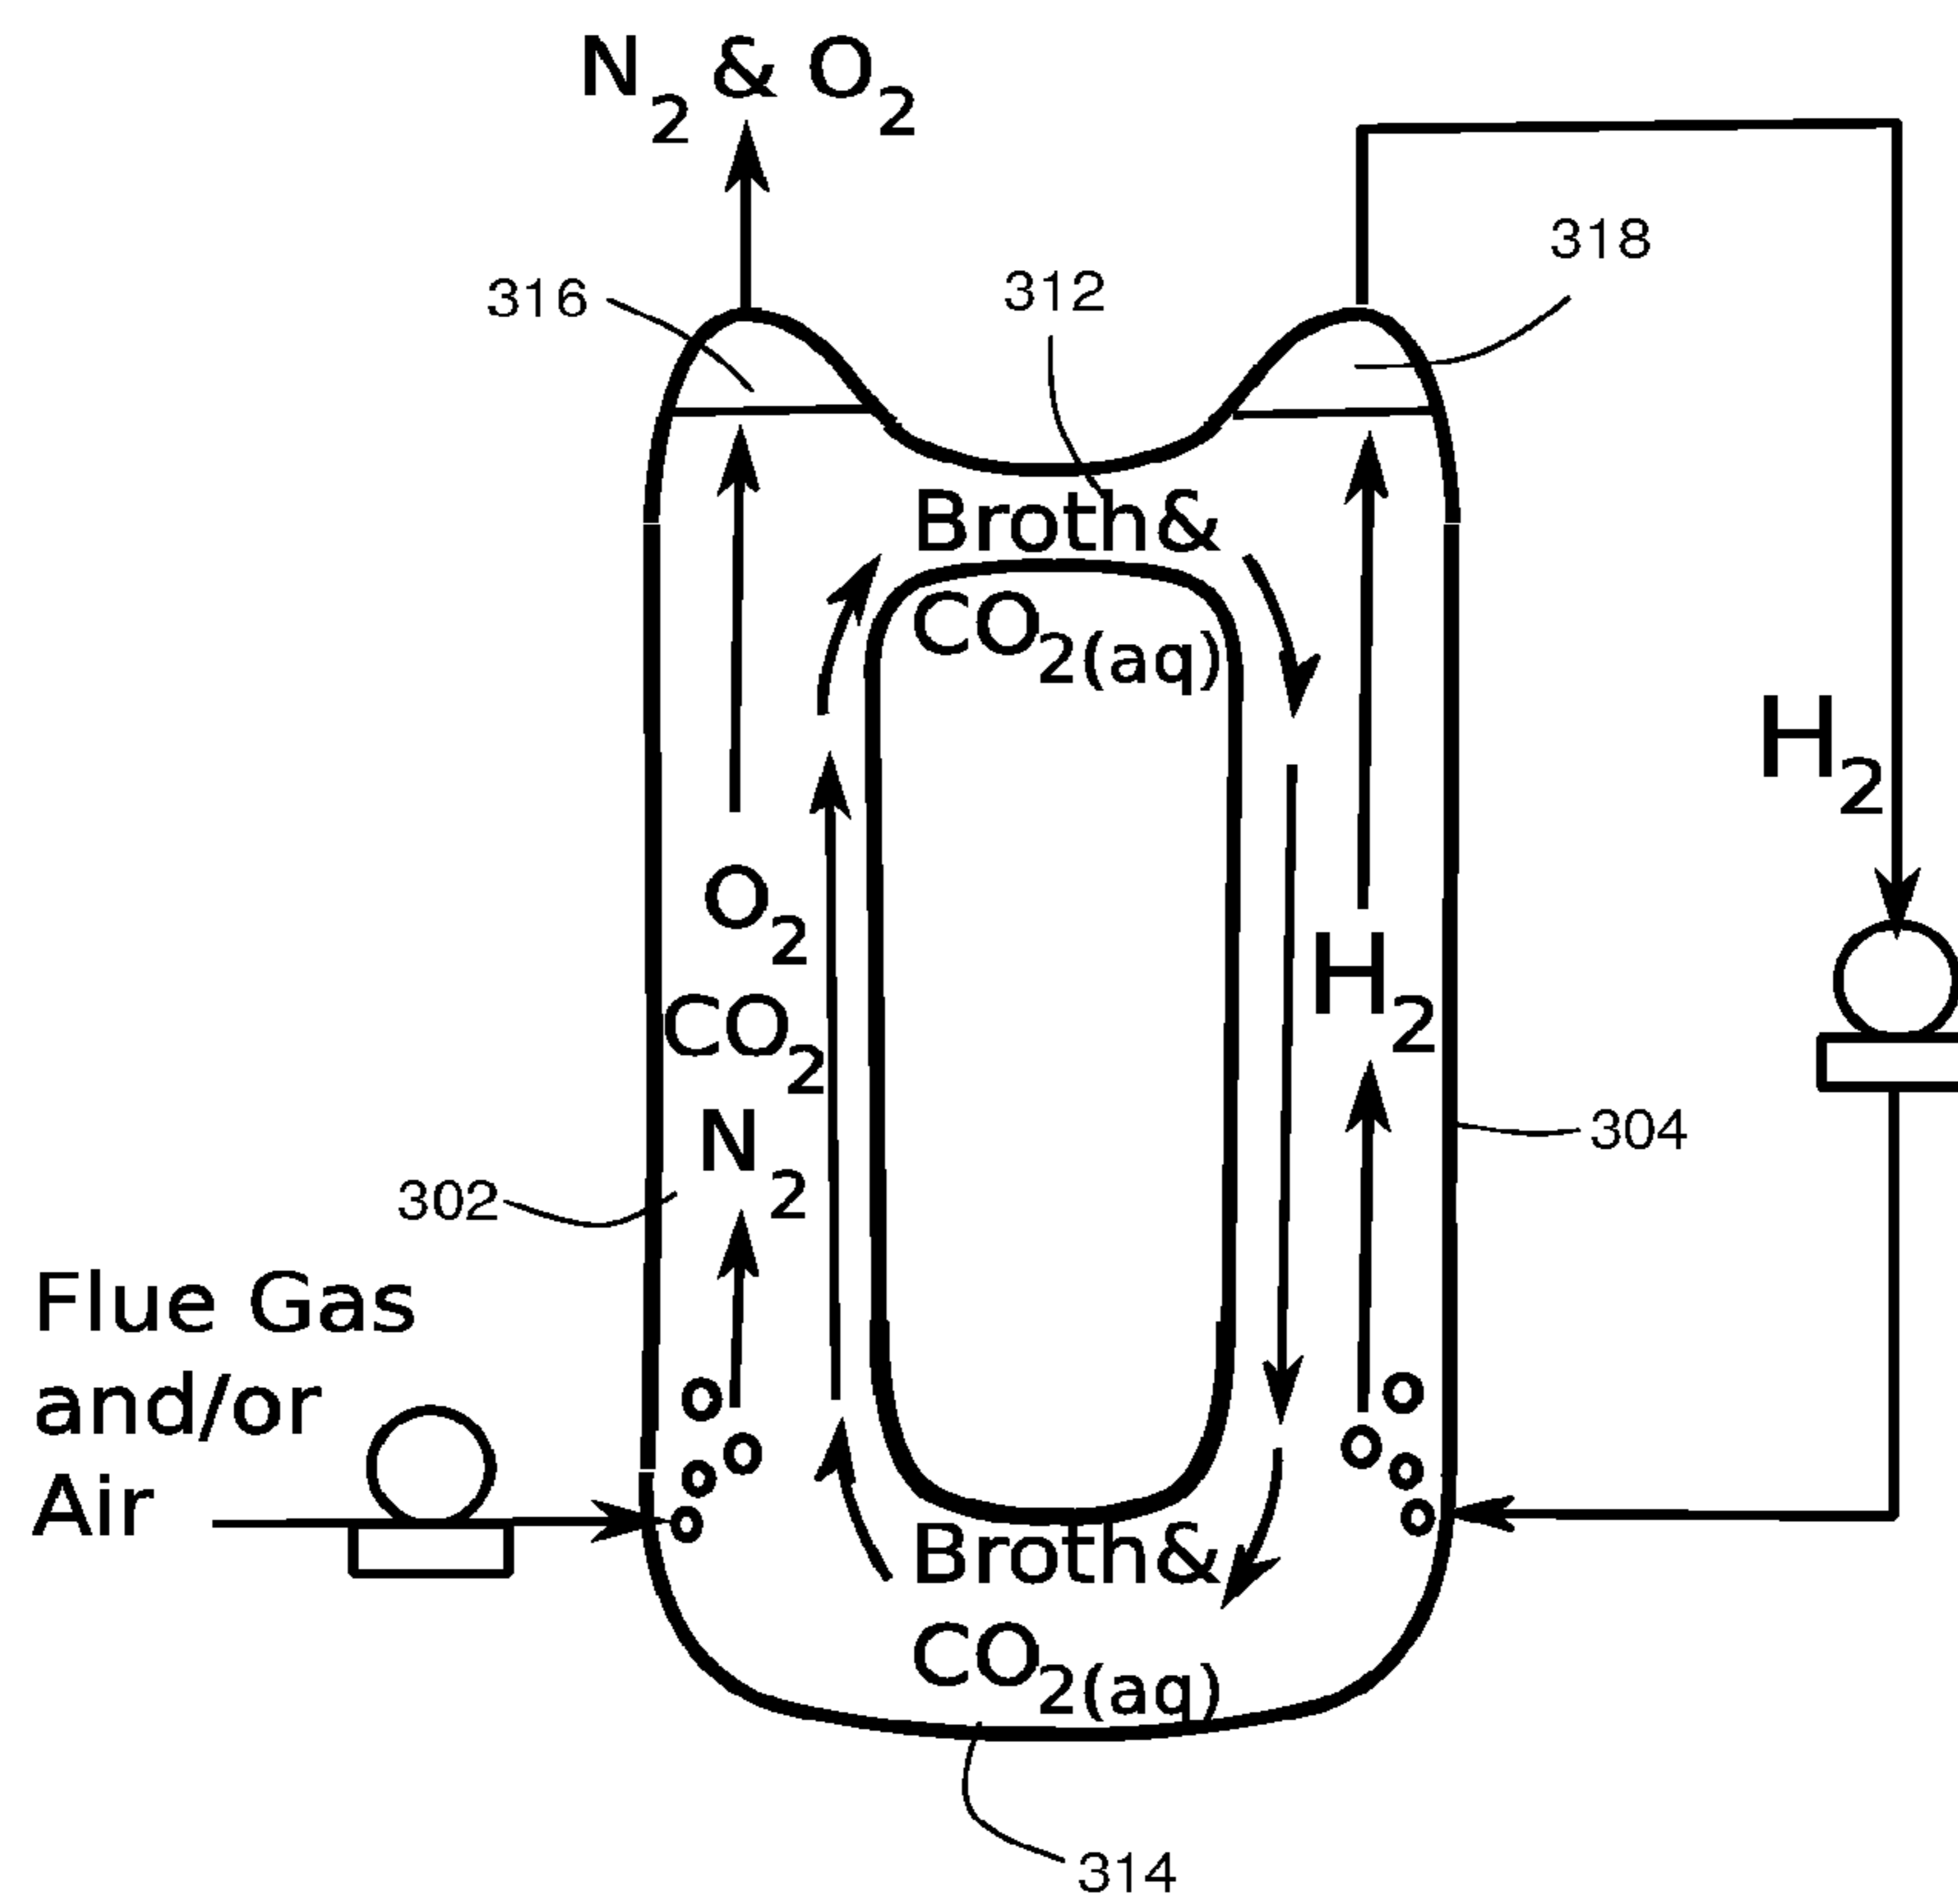 N2 & O2
318
312
316
Broth&
CO2(aq)
H2
O2
H2
CO2
N2
304
302
Flue Gas
and/or
Air
Broth&
CO2(aq)
314